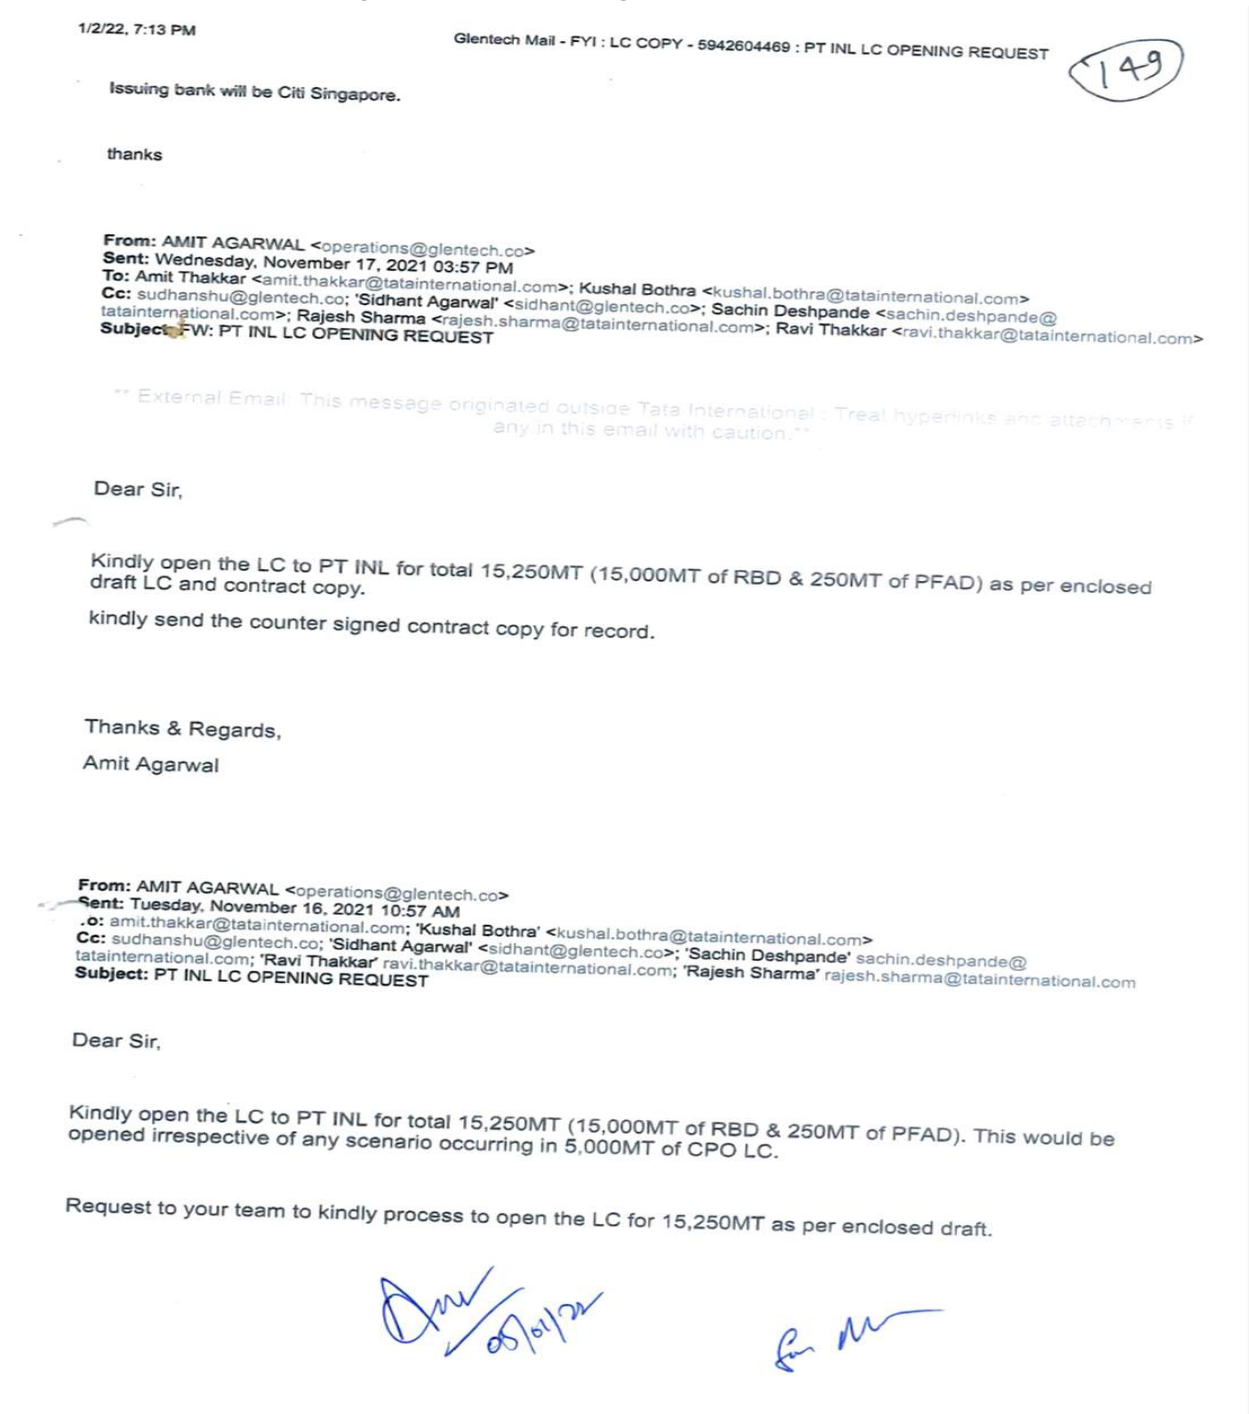 1/2/22, 7:13 PM
Glentech Mail - FYI : LC COPY - 5942604469 : PT INL LC OPENING REQUEST
149
Issuing bank will be Citi Singapore.
thanks
From: AMIT AGARWAL <operations@glentech.co>
Sent: Wednesday, November 17, 2021 03:57 PM
To: Amit Thakkar <amit.thakkar@tatainternational.com>; Kushal Bothra <kushal.bothra@tatainternational.com>
Cc: sudhanshu@glentech.co; 'Sidhant Agarwal' <sidhant@glentech.co>; Sachin Deshpande <sachin.deshpande@
tatainternational.com>; Rajesh Sharma <rajesh.sharma@tatainternational.com>; Ravi Thakkar <ravi.thakkar@tatainternational.com>
Subject: FW: PT INL LC OPENING REQUEST
** External Email: This message originated outside Tata International : Treat hyperlinks and attachments if
any in this email with caution.**
Dear Sir,
Kindly open the LC to PT INL for total 15,250MT (15,000MT of RBD & 250MT of PFAD) as per enclosed
draft LC and contract copy.
kindly send the counter signed contract copy for record.
Thanks & Regards,
Amit Agarwal
From: AMIT AGARWAL <operations@glentech.co>
Sent: Tuesday, November 16, 2021 10:57 AM
.o: amit.thakkar@tatainternational.com; 'Kushal Bothra' <kushal.bothra@tatainternational.com>
Cc: sudhanshu@glentech.co; 'Sidhant Agarwal' <sidhant@glentech.co>; 'Sachin Deshpande' sachin.deshpande@
tatainternational.com; 'Ravi Thakkar' ravi.thakkar@tatainternational.com; 'Rajesh Sharma' rajesh.sharma@tatainternational.com
Subject: PT INL LC OPENING REQUEST
Dear Sir,
Kindly open the LC to PT INL for total 15,250MT (15,000MT of RBD & 250MT of PFAD). This would be
opened irrespective of any scenario occurring in 5,000MT of CPO LC.
Request to your team to kindly process to open the LC for 15,250MT as per enclosed draft.
05/01/22